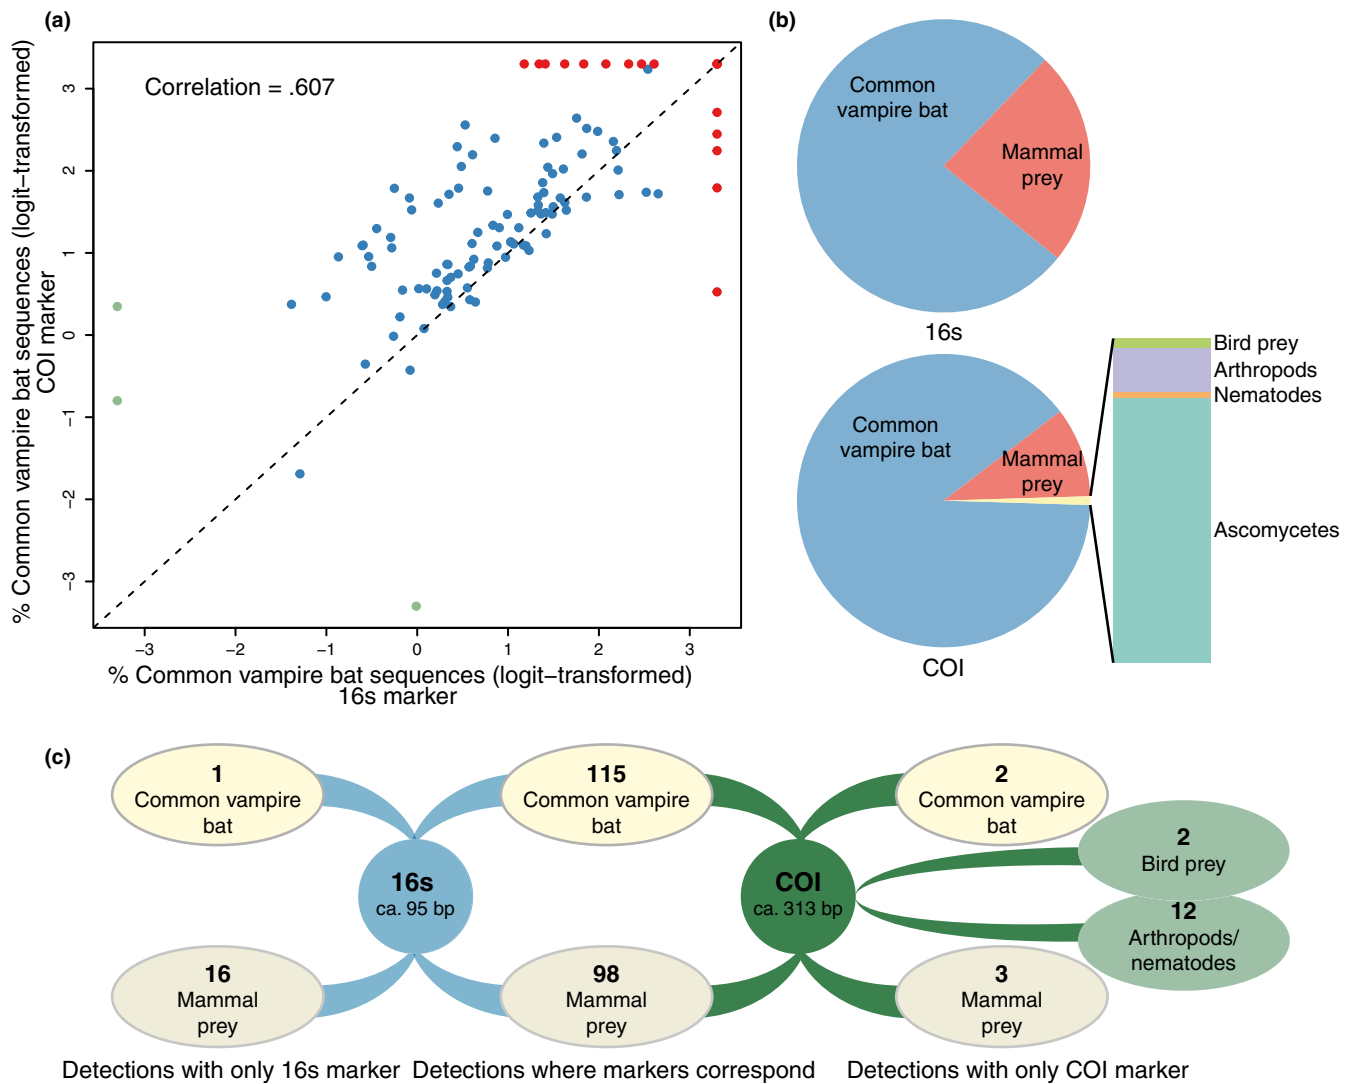 (a)
% Common vampire bat sequences (logit−transformed)
COI marker
Correlation = .607
3
2
1
0
−1
−2
−3
−3
−2
−1
0
1
2
3
% Common vampire bat sequences (logit−transformed)
16s marker
(b)
Common
vampire bat
Mammal
prey
16s
Common
vampire bat
Mammal
prey
COI
Bird prey
Arthropods
Nematodes
Ascomycetes
(c)
1
Common vampire
bat
115
Common vampire
bat
2
Common vampire
bat
2
Bird prey
16s
ca. 95 bp
COI
ca. 313 bp
12
Arthropods/
nematodes
16
Mammal
prey
98
Mammal
prey
3
Mammal
prey
Detections with only 16s marker
Detections where markers correspond
Detections with only COI marker